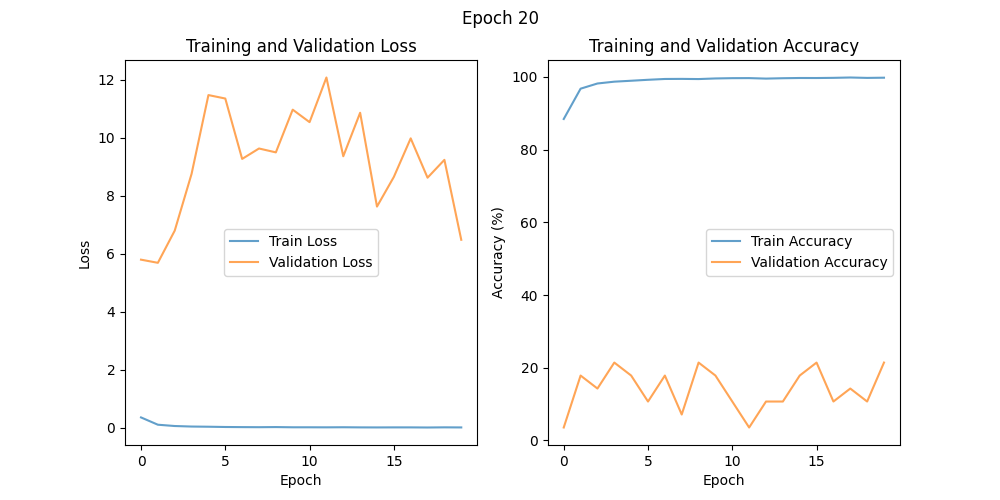 Epoch 20
Training and Validation Loss
12
10
8
6
4
2
0
Loss
Train Loss
Validation Loss
0 5 10 15
Epoch
Training and Validation Accuracy
100
80
60
40
20
0
Accuracy (%)
Train Accuracy
Validation Accuracy
0 5 10 15
Epoch